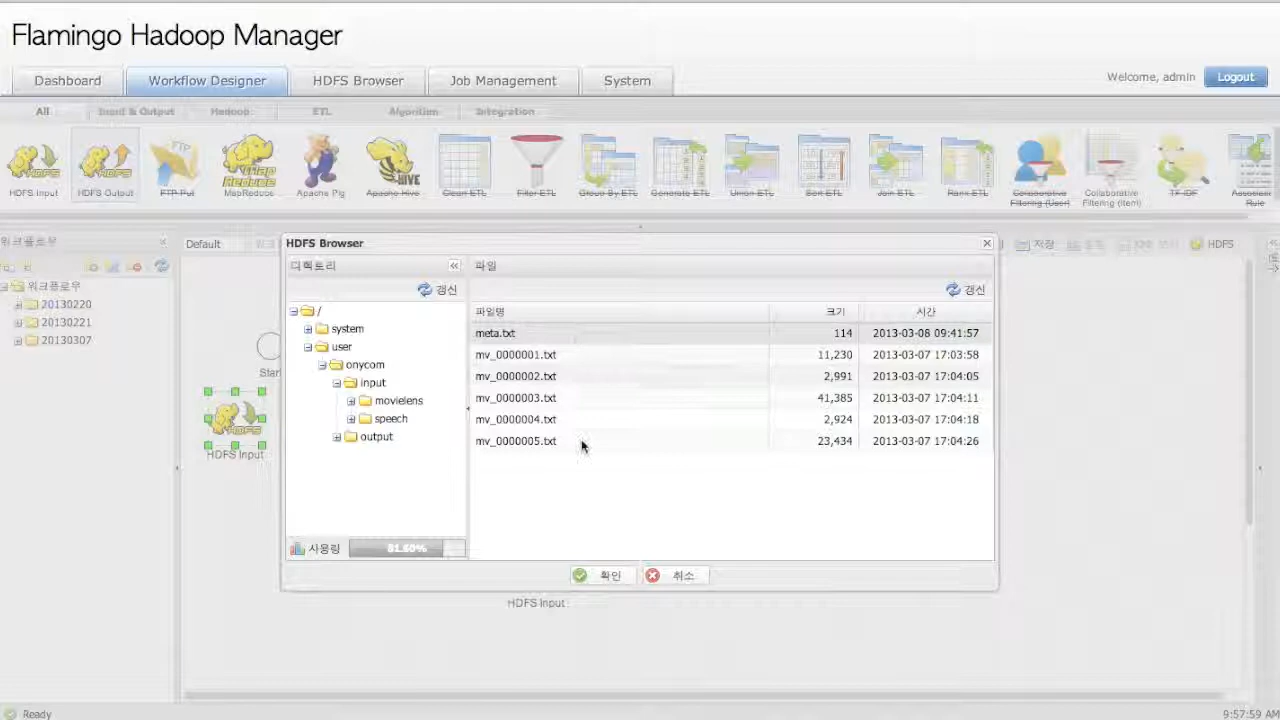 Flamingo Hadoop Manager
Dashboard Workflow Designer HDFS Browser Job Management System Welcome, admin Logout
All Input & Output Hadoop ETL Algorithm Integration
HDFS Input HDFS Output FTP Put MapReduce Apache Pig Apache Hive Clean ETL Filter ETL Group By ETL Generate ETL Union ETL Sort ETL Join ETL Rank ETL Collaborative Filtering (User) Collaborative Filtering (Item) TF-IDF Association Rule
워크플로우 Default HDFS Browser 저장 HDFS
디렉토리 파일
갱신 갱신
워크플로우
20130220
20130221
20130307
Start
HDFS Input
/
system
user
onycom
input
movielens
speech
output
파일명 크기 시간
meta.txt 114 2013-03-08 09:41:57
mv_0000001.txt 11,230 2013-03-07 17:03:58
mv_0000002.txt 2,991 2013-03-07 17:04:05
mv_0000003.txt 41,385 2013-03-07 17:04:11
mv_0000004.txt 2,924 2013-03-07 17:04:18
mv_0000005.txt 23,434 2013-03-07 17:04:26
사용량 81.60%
확인 취소
HDFS Input
Ready 9:57:59 AM